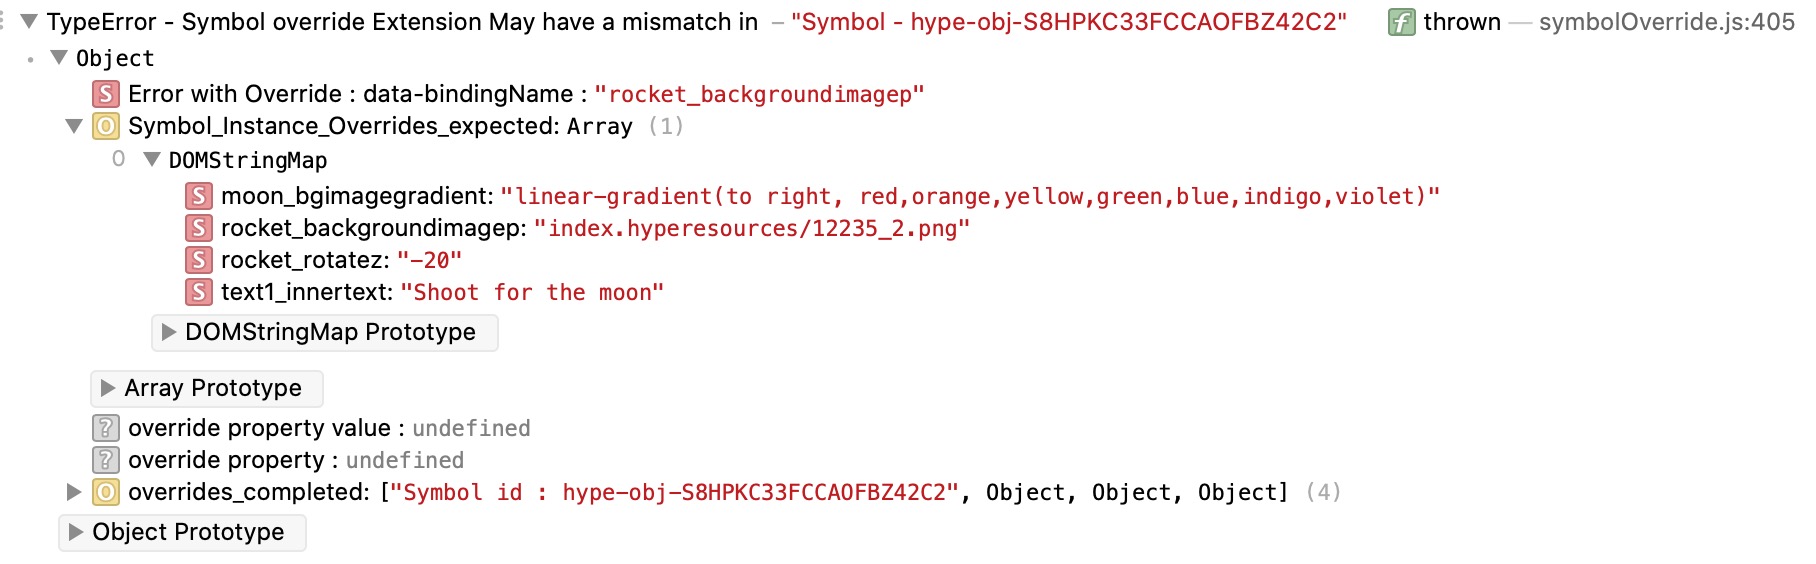 TypeError - Symbol override Extension May have a mismatch in – "Symbol - hype-obj-S8HPKC33FCCAOFBZ42C2" f thrown — symbolOverride.js:405
Object
S Error with Override : data-bindingName : "rocket_backgroundimagep"
O Symbol_Instance_Overrides_expected: Array (1)
0 DOMStringMap
S moon_bgimagegradient: "linear-gradient(to right, red,orange,yellow,green,blue,indigo,violet)"
S rocket_backgroundimagep: "index.hyperesources/12235_2.png"
S rocket_rotatez: "-20"
S text1_innertext: "Shoot for the moon"
DOMStringMap Prototype
Array Prototype
? override property value : undefined
? override property : undefined
O overrides_completed: ["Symbol id : hype-obj-S8HPKC33FCCAOFBZ42C2", Object, Object, Object] (4)
Object Prototype